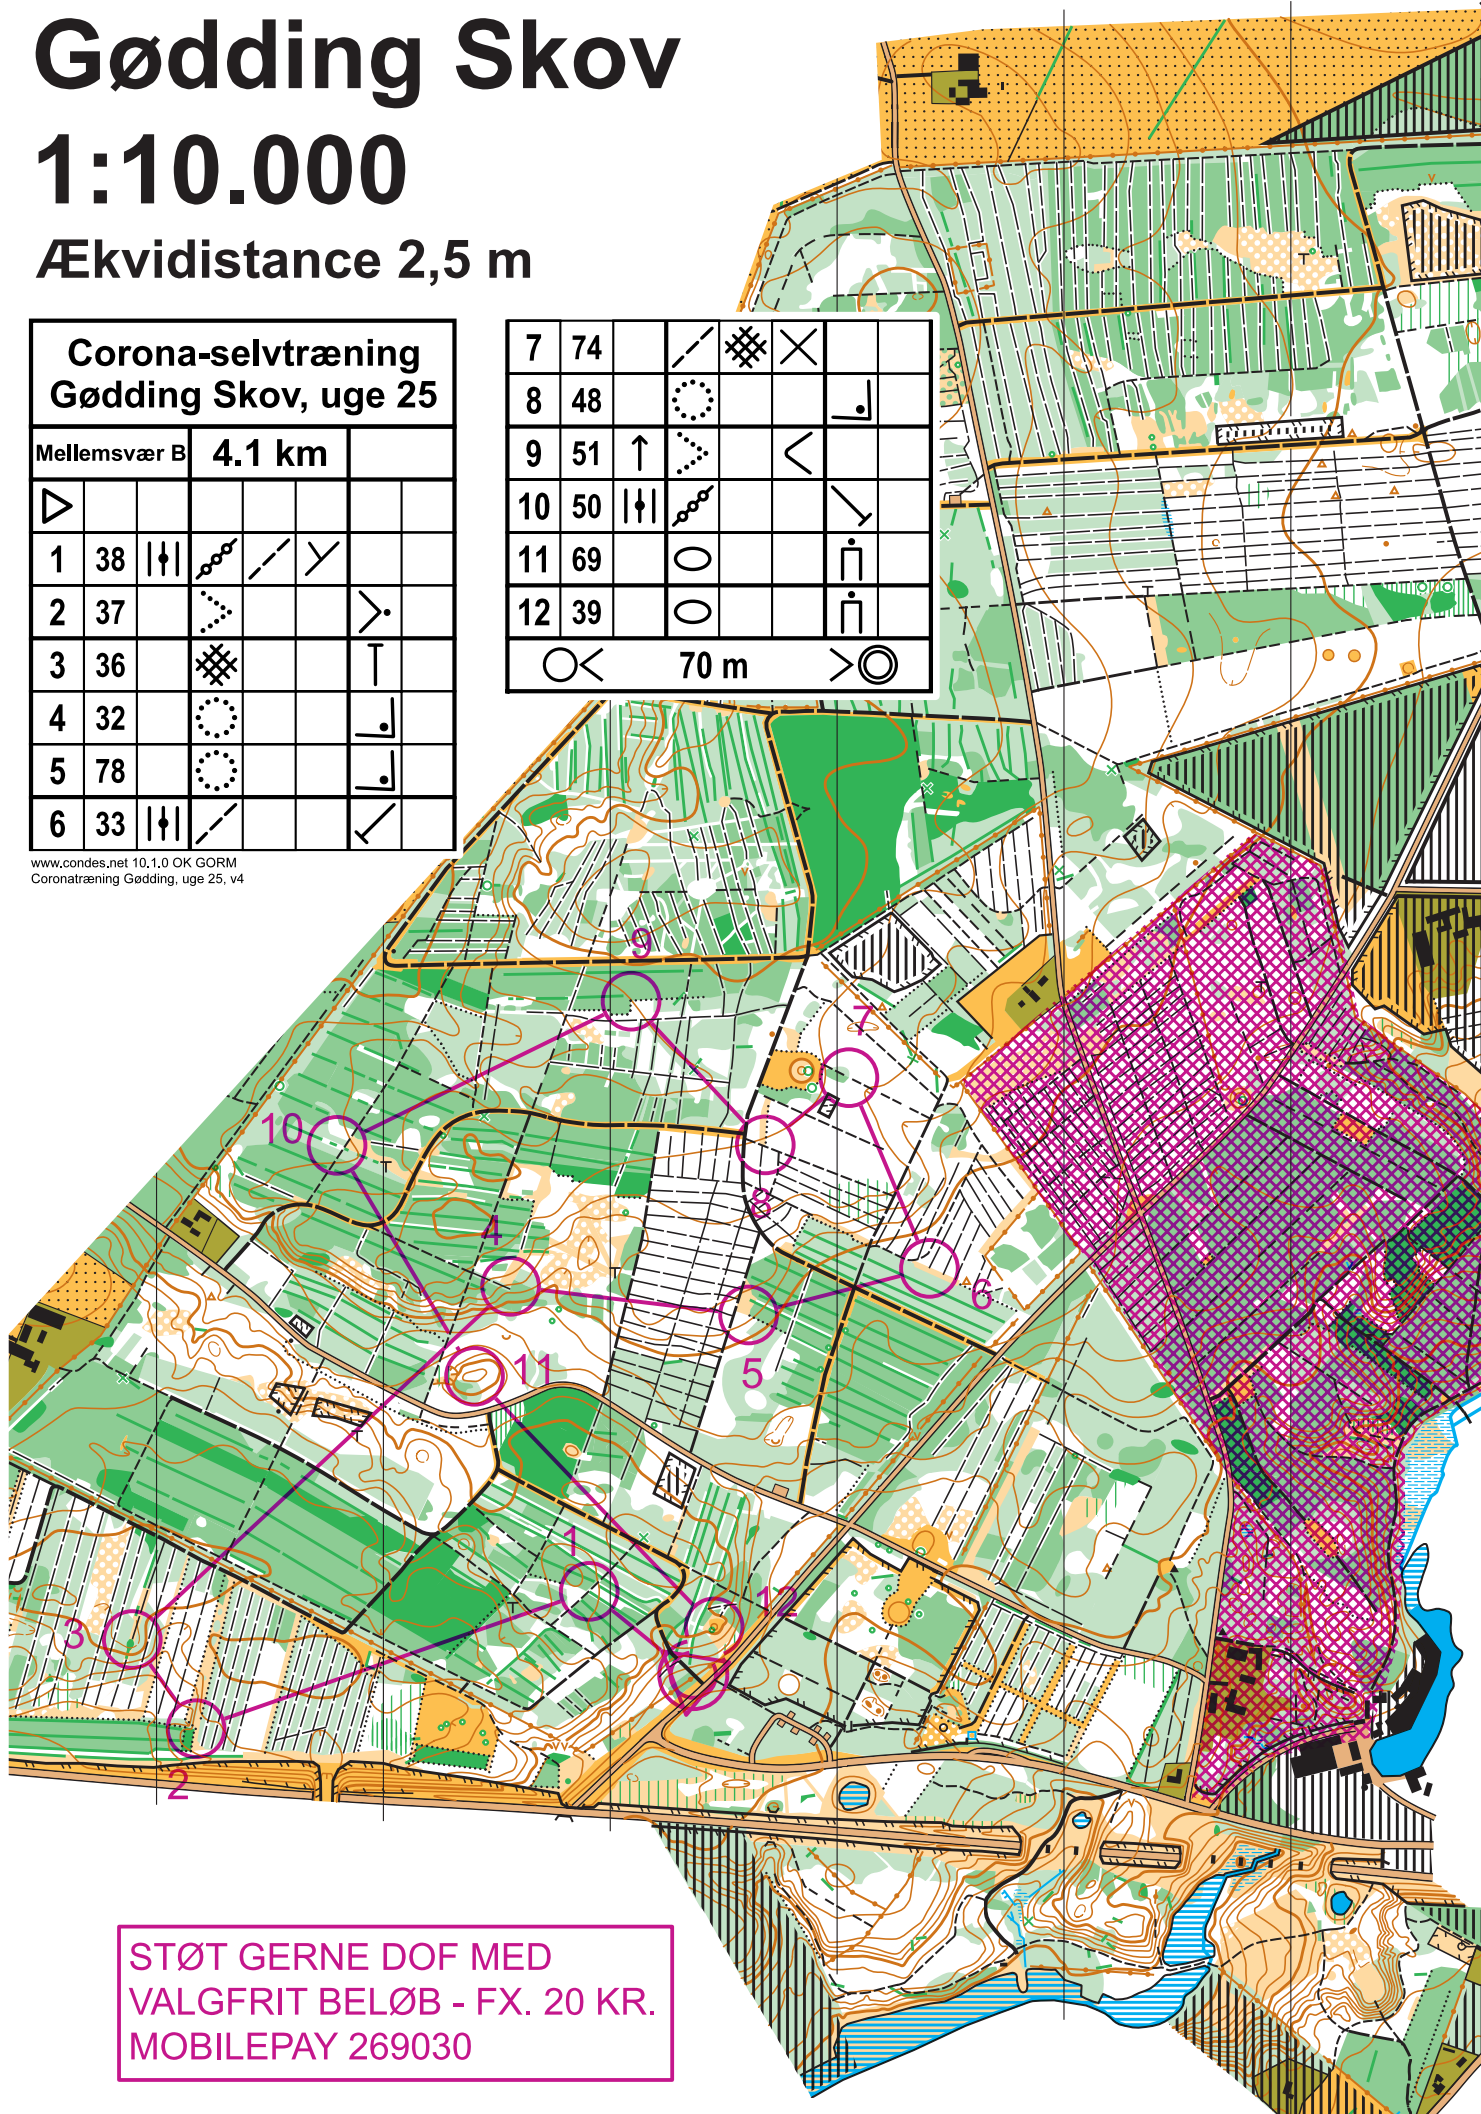 Gødding Skov
1:10.000
Ækvidistance 2,5 m
Corona-selvtræning
Gødding Skov, uge 25
Mellemsvær B 4.1 km
1 38
2 37
3 36
4 32
5 78
6 33
7 74
8 48
9 51
10 50
11 69
12 39
70 m
www.condes.net 10.1.0 OK GORM
Coronatræning Gødding, uge 25, v4
9
7
10
8
4
6
11
5
1
12
3
2
STØT GERNE DOF MED
VALGFRIT BELØB - FX. 20 KR.
MOBILEPAY 269030